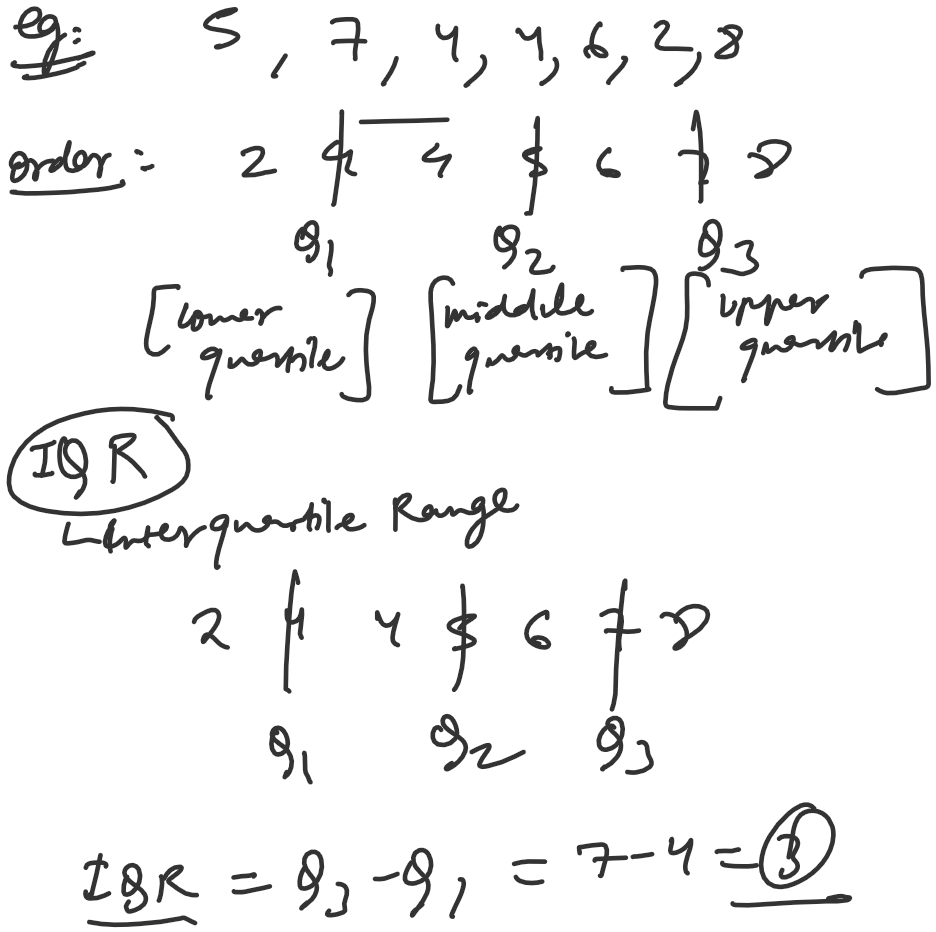 eg: 5, 7, 4, 4, 6, 2, 8
order: 2 4 4 5 6 7 8
Q1 Q2 Q3
[lower quartile] [middle quartile] [upper quartile]
IQR
Interquartile Range
2 4 4 5 6 7 8
Q1 Q2 Q3
IQR = Q3 - Q1 = 7 - 4 = 3